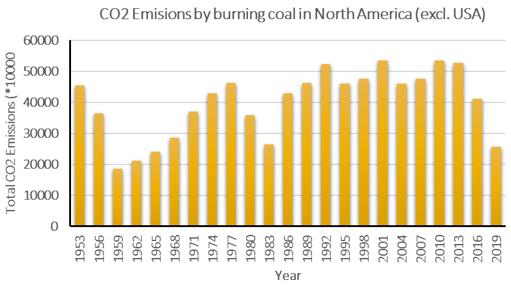 CO2 Emisions by burning coal in North America (excl. USA)
60000
50000
40000
30000
20000
10000
0
Total CO2 Emissions (*10000
1953 1956 1959 1962 1965 1968 1971 1974 1977 1980 1983 1986 1989 1992 1995 1998 2001 2004 2007 2010 2013 2016 2019
Year